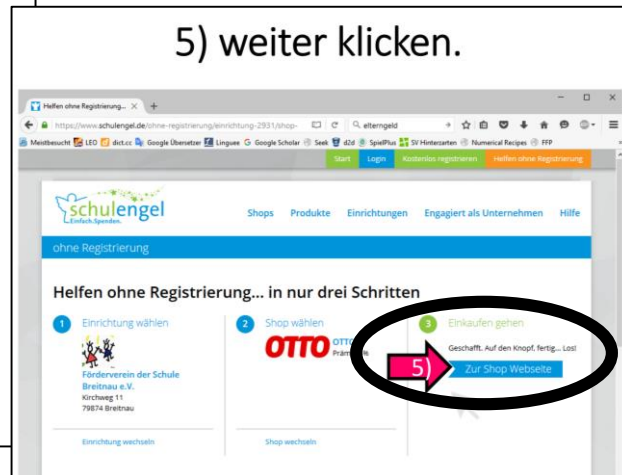 5) weiter klicken.
Helfen ohne Registrierung... × +
https://www.schulengel.de/ohne-registrierung/einrichtung-2931/shop- elterngeld
Meistbesucht LEO dict.cc Google Übersetzer Linguee Google Scholar Seek d2d SpielPlus SV Hinterzarten Numerical Recipes FFP
Start Login Kostenlos registrieren Helfen ohne Registrierung
schulengel
Einfach.Spenden.
Shops Produkte Einrichtungen Engagiert als Unternehmen Hilfe
ohne Registrierung
Helfen ohne Registrierung... in nur drei Schritten
1 Einrichtung wählen
Förderverein der Schule
Breitnau e.V.
Kirchweg 11
79874 Breitnau
Einrichtung wechseln
2 Shop wählen
OTTO OTTO
%
Shop wechseln
3 Einkaufen gehen
Geschafft. Auf den Knopf, fertig... Los!
5) Zur Shop Webseite